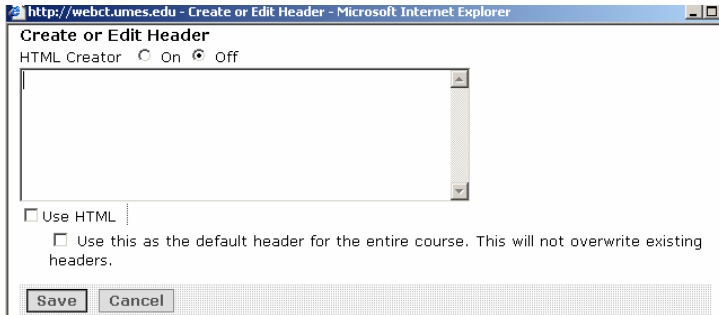 http://webct.umes.edu - Create or Edit Header - Microsoft Internet Explorer
Create or Edit Header
HTML Creator On Off
Use HTML
Use this as the default header for the entire course. This will not overwrite existing
headers.
Save Cancel